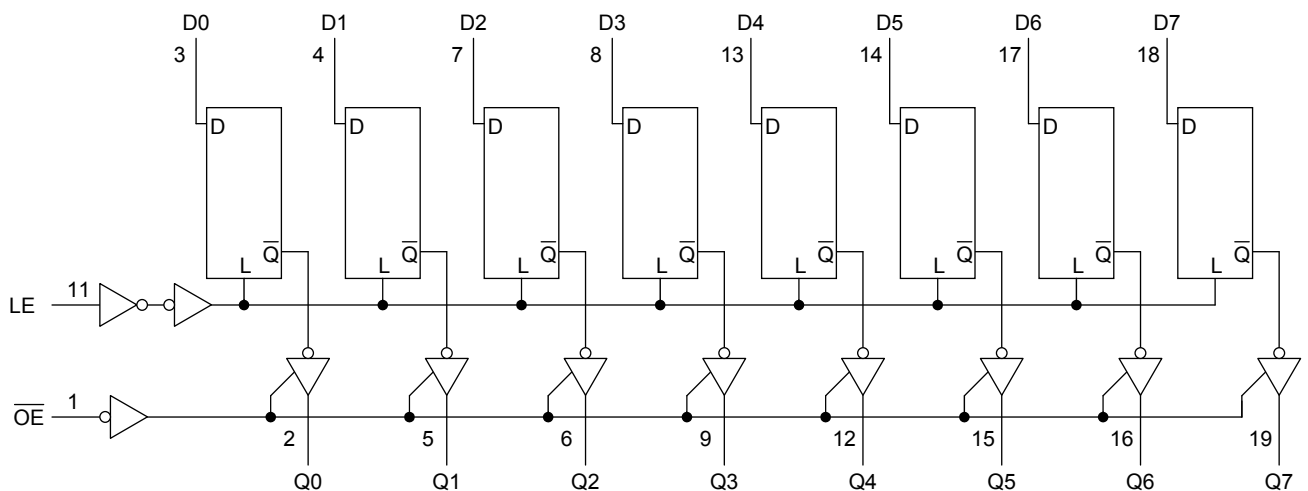 D0 D1 D2 D3 D4 D5 D6 D7
3 4 7 8 13 14 17 18
D D D D D D D D
Q̅ Q̅ Q̅ Q̅ Q̅ Q̅ Q̅ Q̅
L L L L L L L L
LE 11
O̅E̅ 1
2 5 6 9 12 15 16 19
Q0 Q1 Q2 Q3 Q4 Q5 Q6 Q7